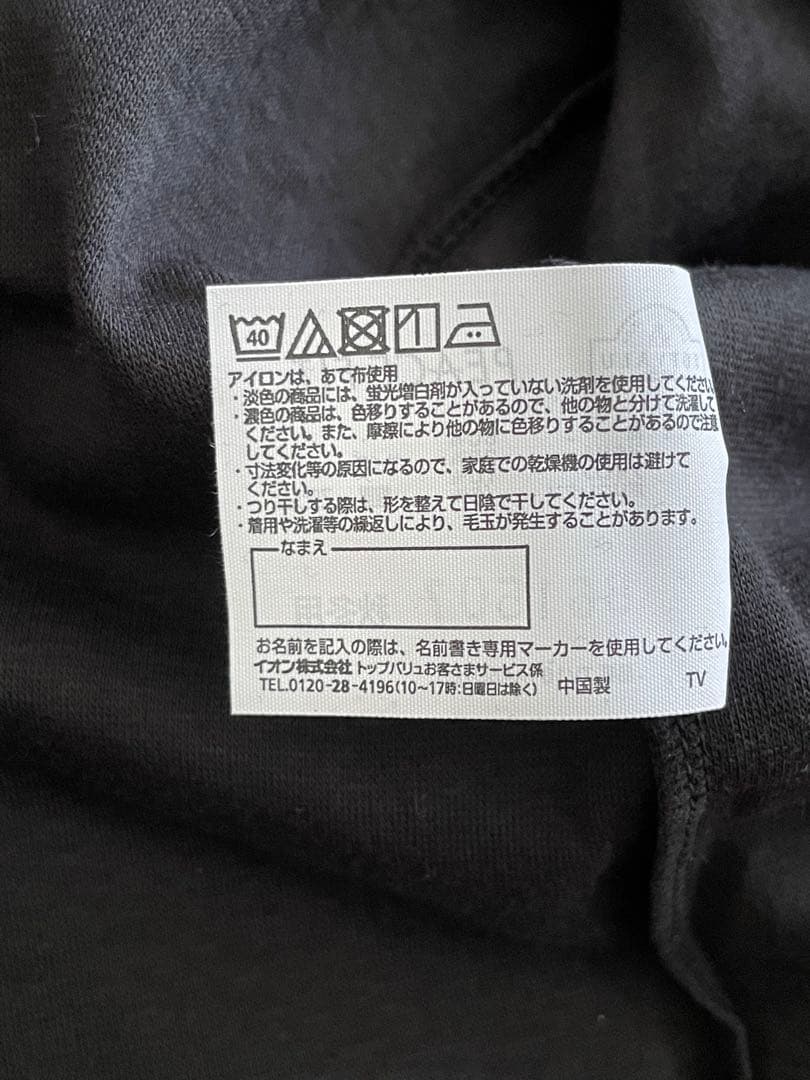 40
アイロンは、あて布使用
・淡色の商品には、蛍光増白剤が入っていない洗剤を使用してください
・濃色の商品は、色移りすることがあるので、他の物と分けて洗濯して
ください。また、摩擦により他の物に色移りすることがあるので注意
してください。
・寸法変化等の原因になるので、家庭での乾燥機の使用は避けて
ください。
・つり干しする際は、形を整えて日陰で干してください。
・着用や洗濯等の繰返しにより、毛玉が発生することがあります。
なまえ
お名前を記入の際は、名前書き専用マーカーを使用してください。
イオン株式会社 トップバリュお客さまサービス係
TEL.0120-28-4196(10～17時:日曜日は除く) 中国製 TV